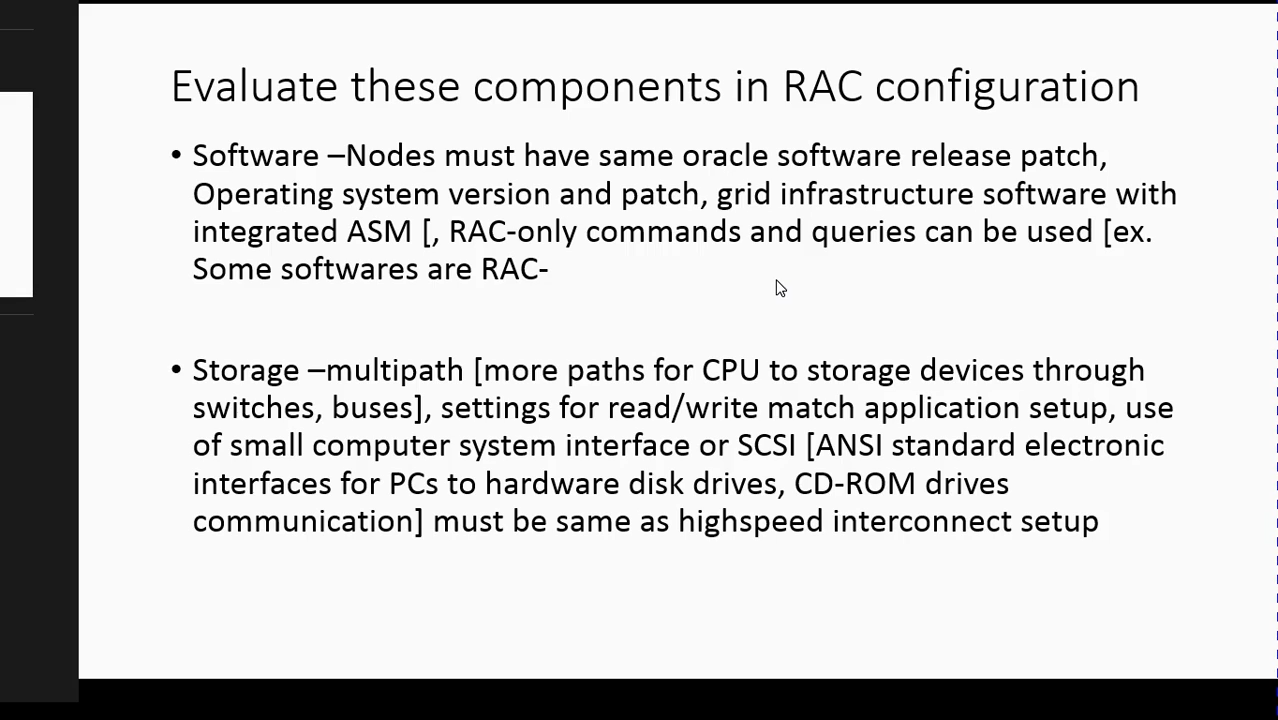 Evaluate these components in RAC configuration
• Software –Nodes must have same oracle software release patch,
Operating system version and patch, grid infrastructure software with
integrated ASM [, RAC-only commands and queries can be used [ex.
Some softwares are RAC-
• Storage –multipath [more paths for CPU to storage devices through
switches, buses], settings for read/write match application setup, use
of small computer system interface or SCSI [ANSI standard electronic
interfaces for PCs to hardware disk drives, CD-ROM drives
communication] must be same as highspeed interconnect setup